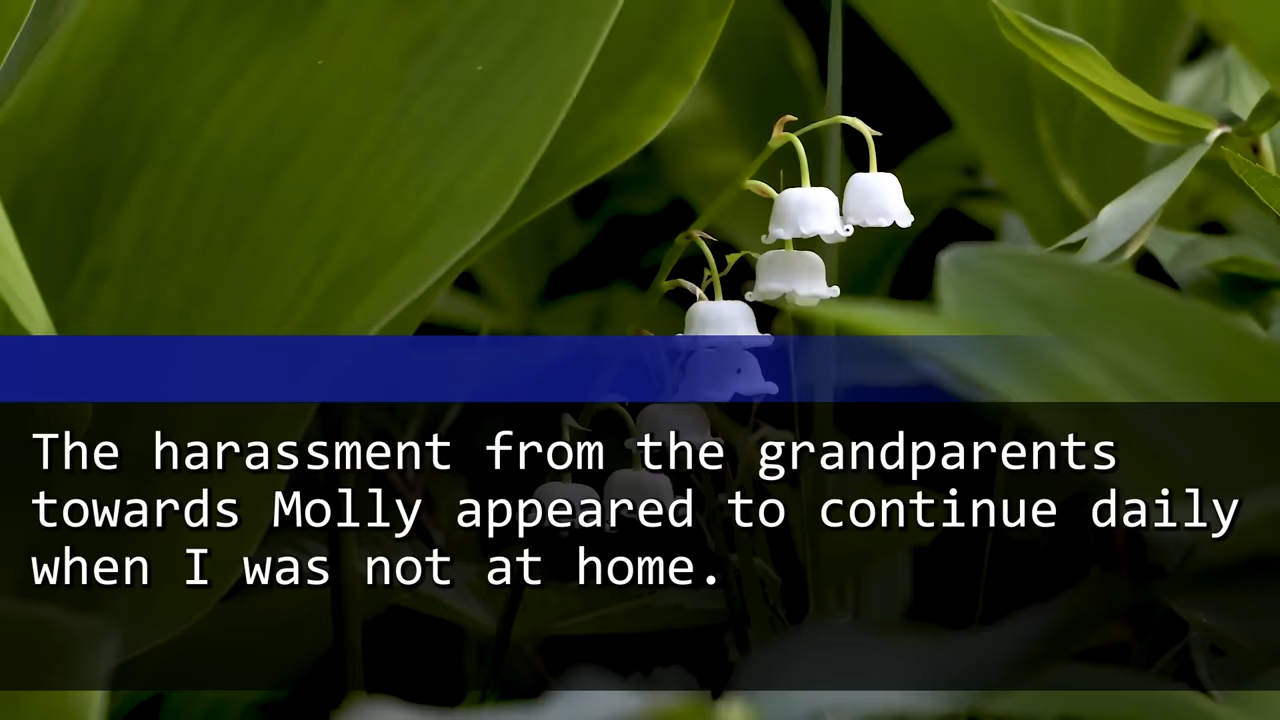 The harassment from the grandparents
towards Molly appeared to continue daily
when I was not at home.